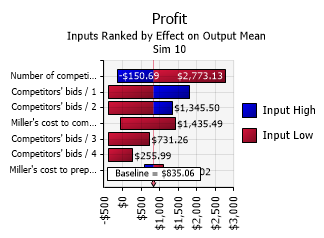 Profit
Inputs Ranked by Effect on Output Mean
Sim 10
Number of competi...
-$150.69
$2,773.13
Competitors' bids / 1
Competitors' bids / 2
$1,345.50
Miller's cost to com...
$1,435.49
Competitors' bids / 3
$731.26
Competitors' bids / 4
$255.99
Miller's cost to prep...
02
Baseline = $835.06
Input High
Input Low
-$500
$0
$500
$1,000
$1,500
$2,000
$2,500
$3,000